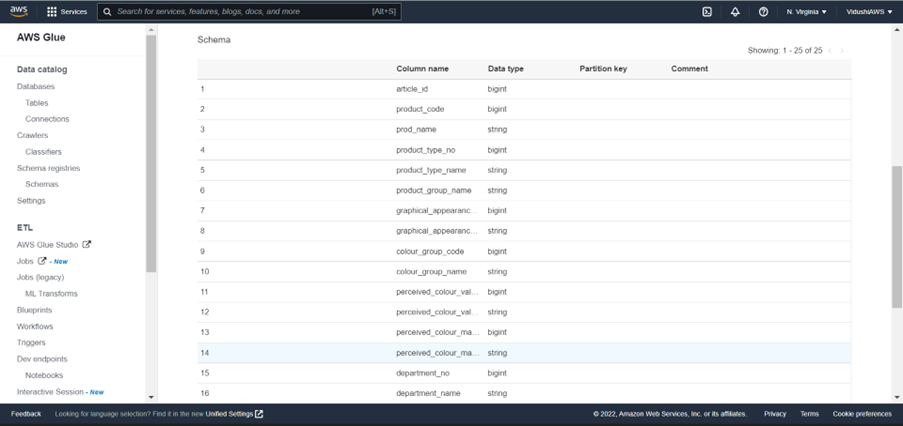 aws Services Search for services, features, blogs, docs, and more [Alt+S] N. Virginia VidushiAWS
AWS Glue
Data catalog
Databases
Tables
Connections
Crawlers
Classifiers
Schema registries
Schemas
Settings
ETL
AWS Glue Studio
Jobs - New
Jobs (legacy)
ML Transforms
Blueprints
Workflows
Triggers
Dev endpoints
Notebooks
Interactive Session - New
Schema
Showing: 1 - 25 of 25
Column name Data type Partition key Comment
1 article_id bigint
2 product_code bigint
3 prod_name string
4 product_type_no bigint
5 product_type_name string
6 product_group_name string
7 graphical_appearanc... bigint
8 graphical_appearanc... string
9 colour_group_code bigint
10 colour_group_name string
11 perceived_colour_val... bigint
12 perceived_colour_val... string
13 perceived_colour_ma... bigint
14 perceived_colour_ma... string
15 department_no bigint
16 department_name string
Feedback Looking for language selection? Find it in the new Unified Settings © 2022, Amazon Web Services, Inc. or its affiliates. Privacy Terms Cookie preferences